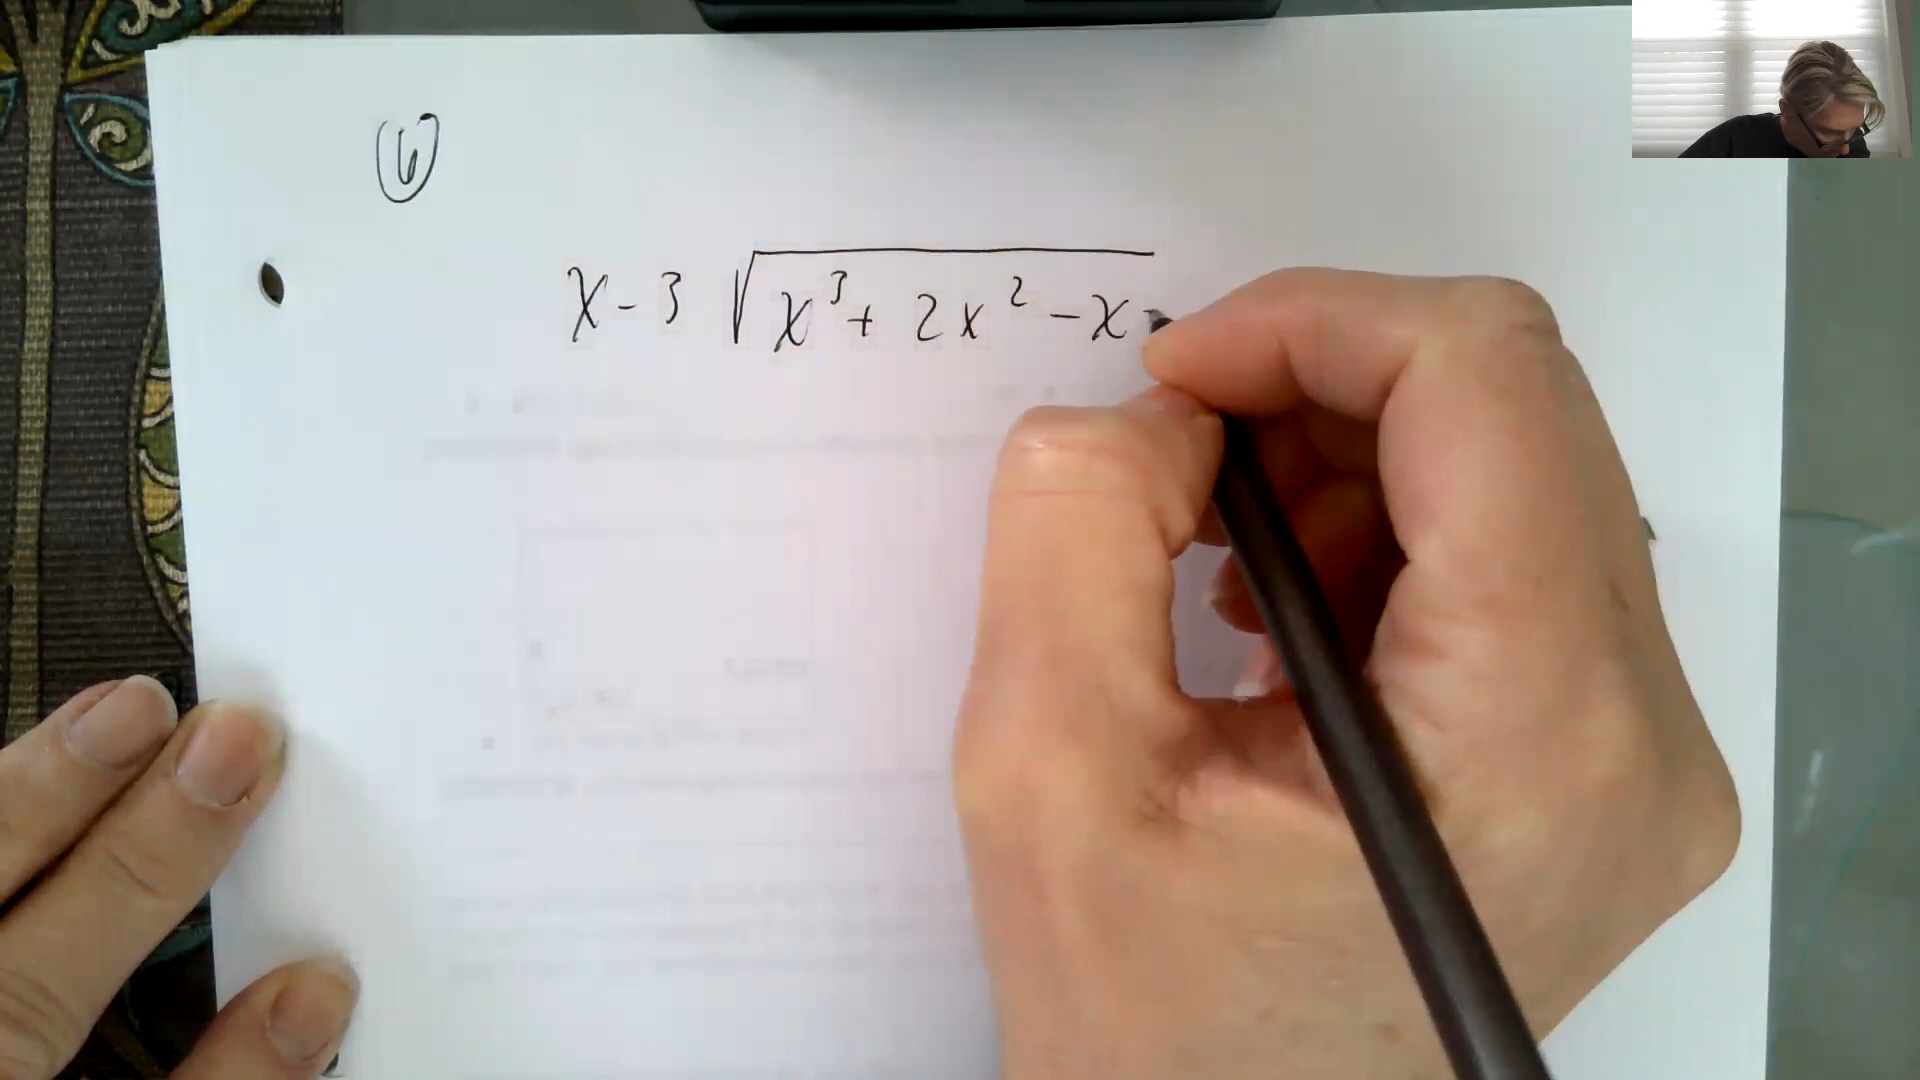 6
x - 3 √x³ + 2x² - x -